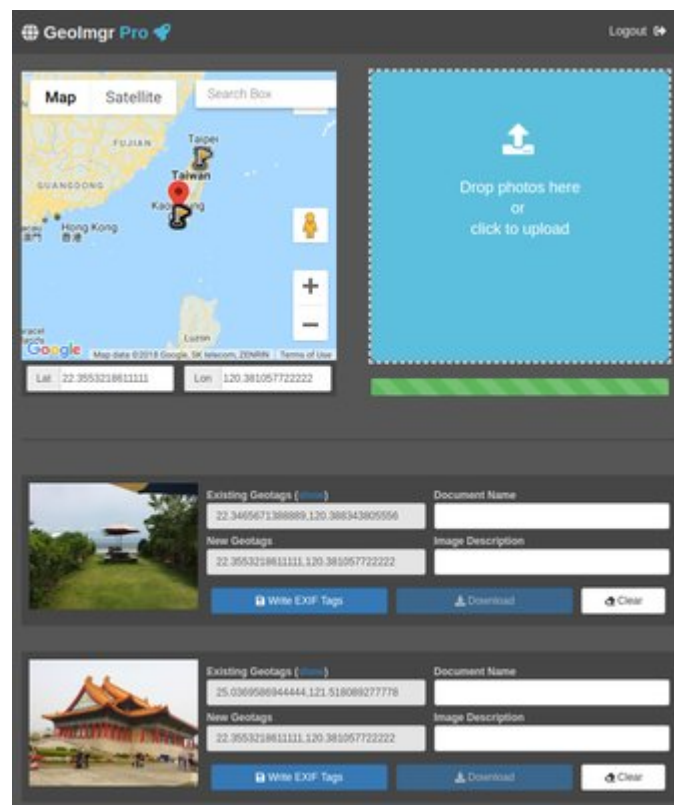 GeoImgr Pro
Logout
Map
Satellite
Search Box
FUJIAN
Taipei
GUANGDONG
Taiwan
Hong Kong
香港
Luzon
Google
Map data ©2018 Google, SK telecom, ZENRIN
Terms of Use
Lat
22.3553218611111
Lon
120.381057722222
Drop photos here
or
click to upload
Existing Geotags (show)
Document Name
22.3465671388889,120.388343805556
New Geotags
Image Description
22.3553218611111,120.381057722222
Write EXIF Tags
Download
Clear
Existing Geotags (show)
Document Name
25.0369586944444,121.518089277778
New Geotags
Image Description
22.3553218611111,120.381057722222
Write EXIF Tags
Download
Clear